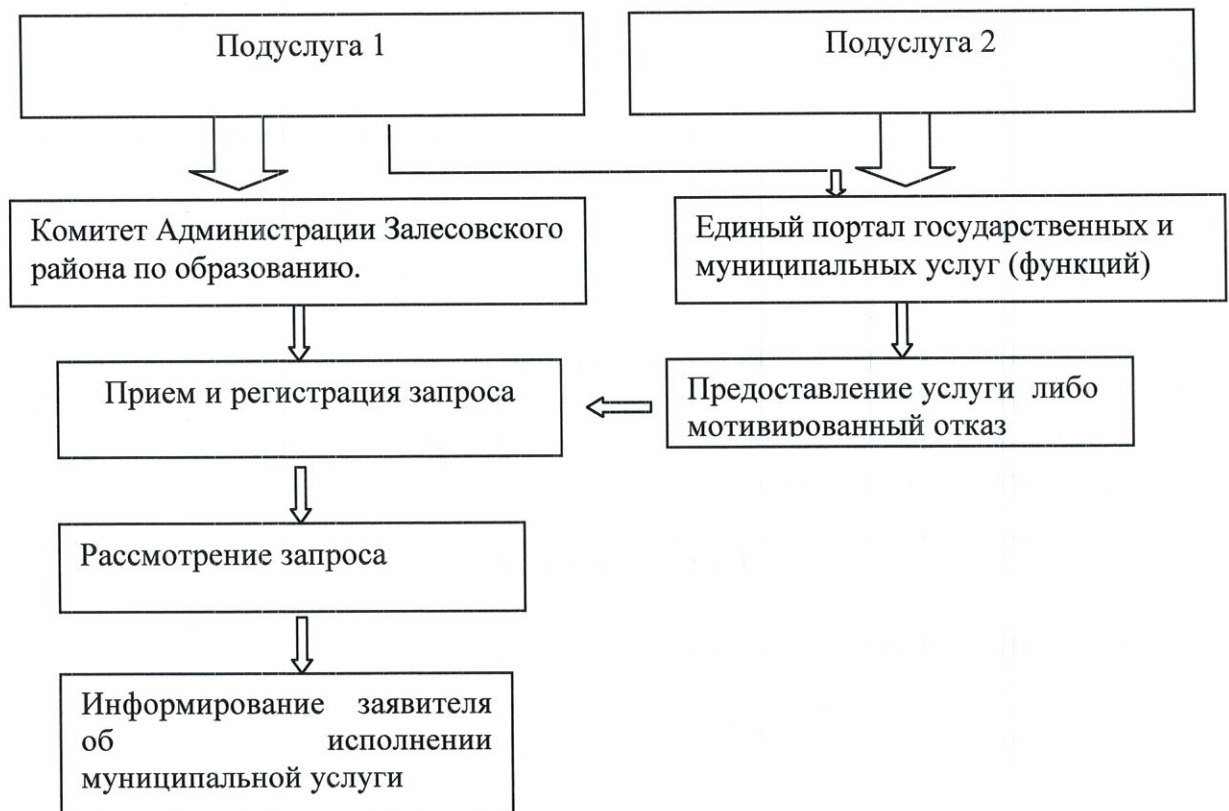 Подуслуга 1
Подуслуга 2
Комитет Администрации Залесовского
района по образованию.
Единый портал государственных и
муниципальных услуг (функций)
Прием и регистрация запроса
Предоставление услуги либо
мотивированный отказ
Рассмотрение запроса
Информирование заявителя
об исполнении
муниципальной услуги